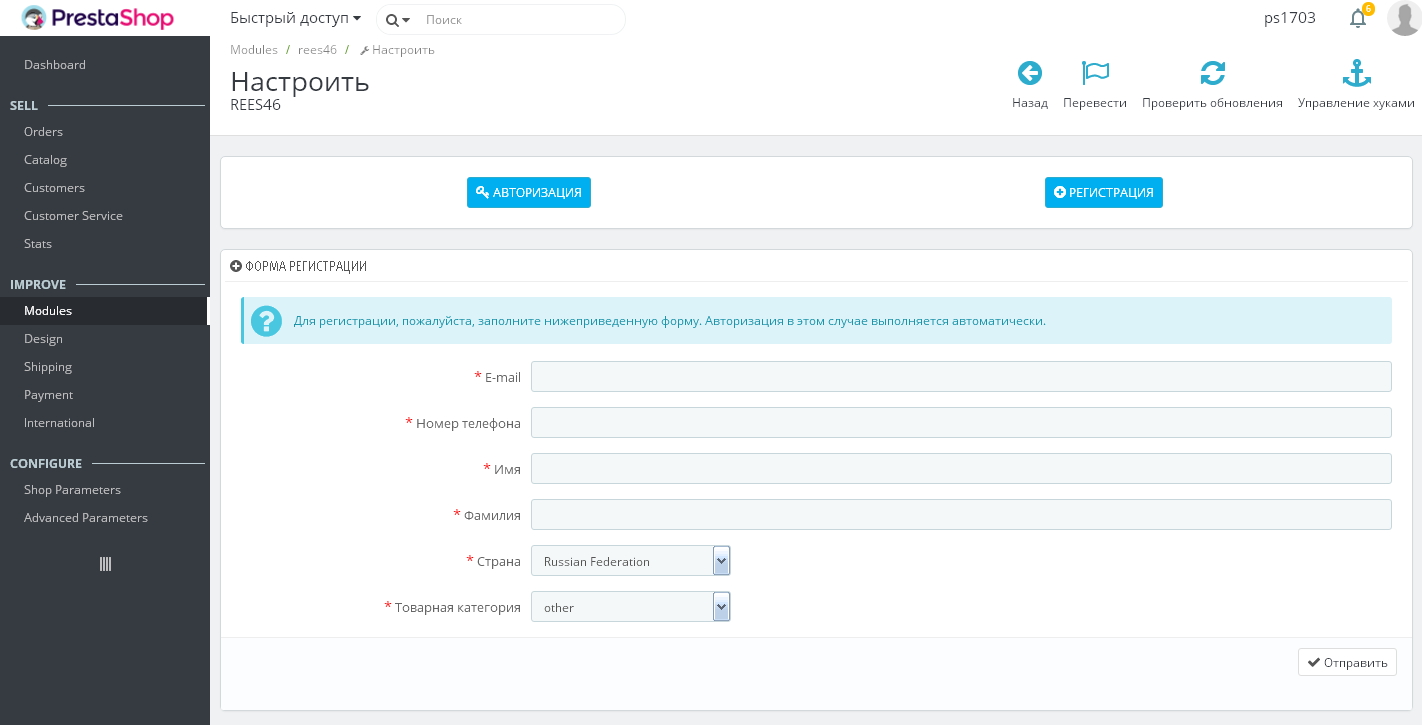 PrestaShop
Быстрый доступ
Поиск
ps1703
6
Dashboard
SELL
Orders
Catalog
Customers
Customer Service
Stats
IMPROVE
Modules
Design
Shipping
Payment
International
CONFIGURE
Shop Parameters
Advanced Parameters
Modules / rees46 / Настроить
Настроить
REES46
Назад
Перевести
Проверить обновления
Управление хуками
АВТОРИЗАЦИЯ
РЕГИСТРАЦИЯ
ФОРМА РЕГИСТРАЦИИ
Для регистрации, пожалуйста, заполните нижеприведенную форму. Авторизация в этом случае выполняется автоматически.
* E-mail
* Номер телефона
* Имя
* Фамилия
* Страна Russian Federation
* Товарная категория other
Отправить